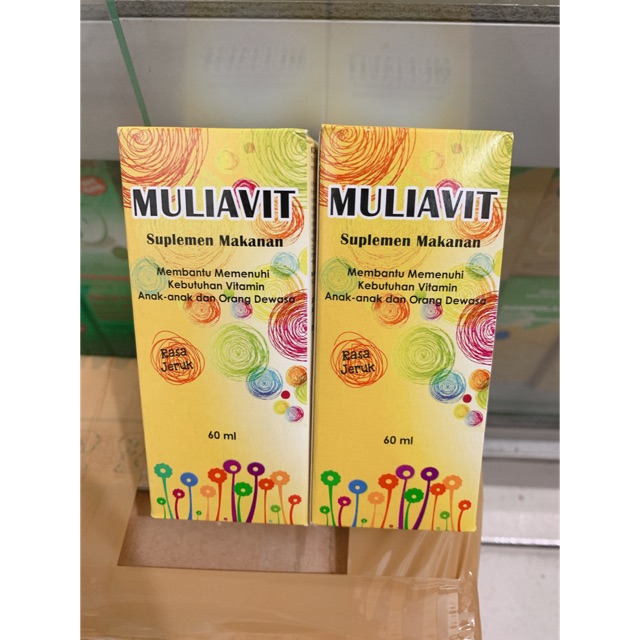 MULIAVIT
Suplemen Makanan
Membantu Memenuhi
Kebutuhan Vitamin
Anak-anak dan Orang Dewasa
Rasa
Jeruk
60 ml
MULIAVIT
Suplemen Makanan
Membantu Memenuhi
Kebutuhan Vitamin
Anak-anak dan Orang Dewasa
Rasa
Jeruk
60 ml